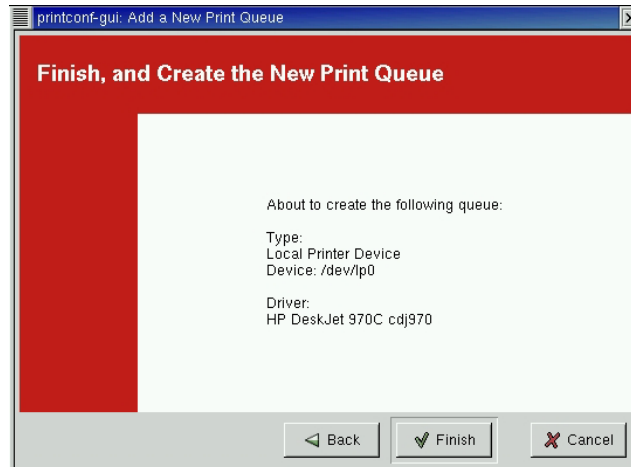 printconf-gui: Add a New Print Queue
Finish, and Create the New Print Queue
About to create the following queue:
Type:
Local Printer Device
Device: /dev/lp0
Driver:
HP DeskJet 970C cdj970
Back
Finish
Cancel